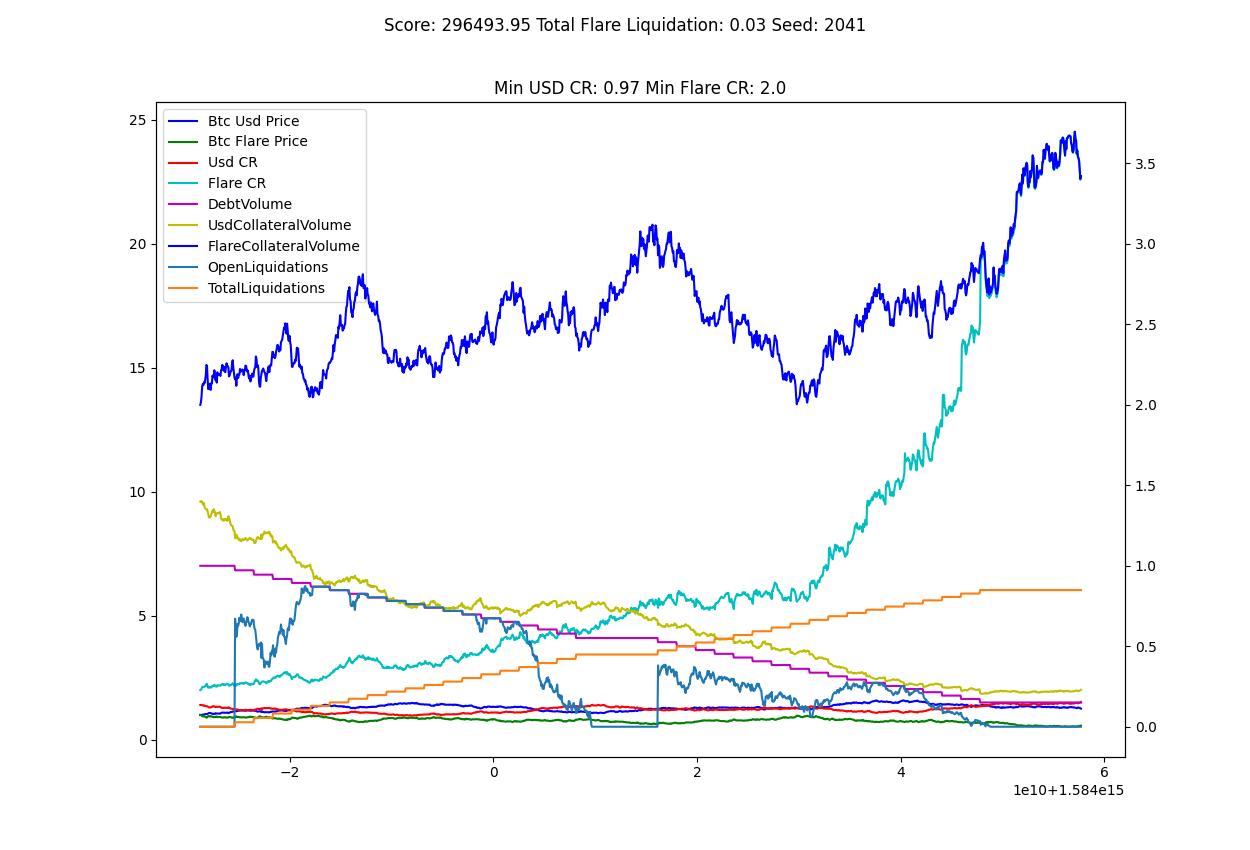 Score: 296493.95 Total Flare Liquidation: 0.03 Seed: 2041
Min USD CR: 0.97 Min Flare CR: 2.0
Btc Usd Price
Btc Flare Price
Usd CR
Flare CR
DebtVolume
UsdCollateralVolume
FlareCollateralVolume
OpenLiquidations
TotalLiquidations
25
20
15
10
5
0
3.5
3.0
2.5
2.0
1.5
1.0
0.5
0.0
−2
0
2
4
6
1e10+1.584e15